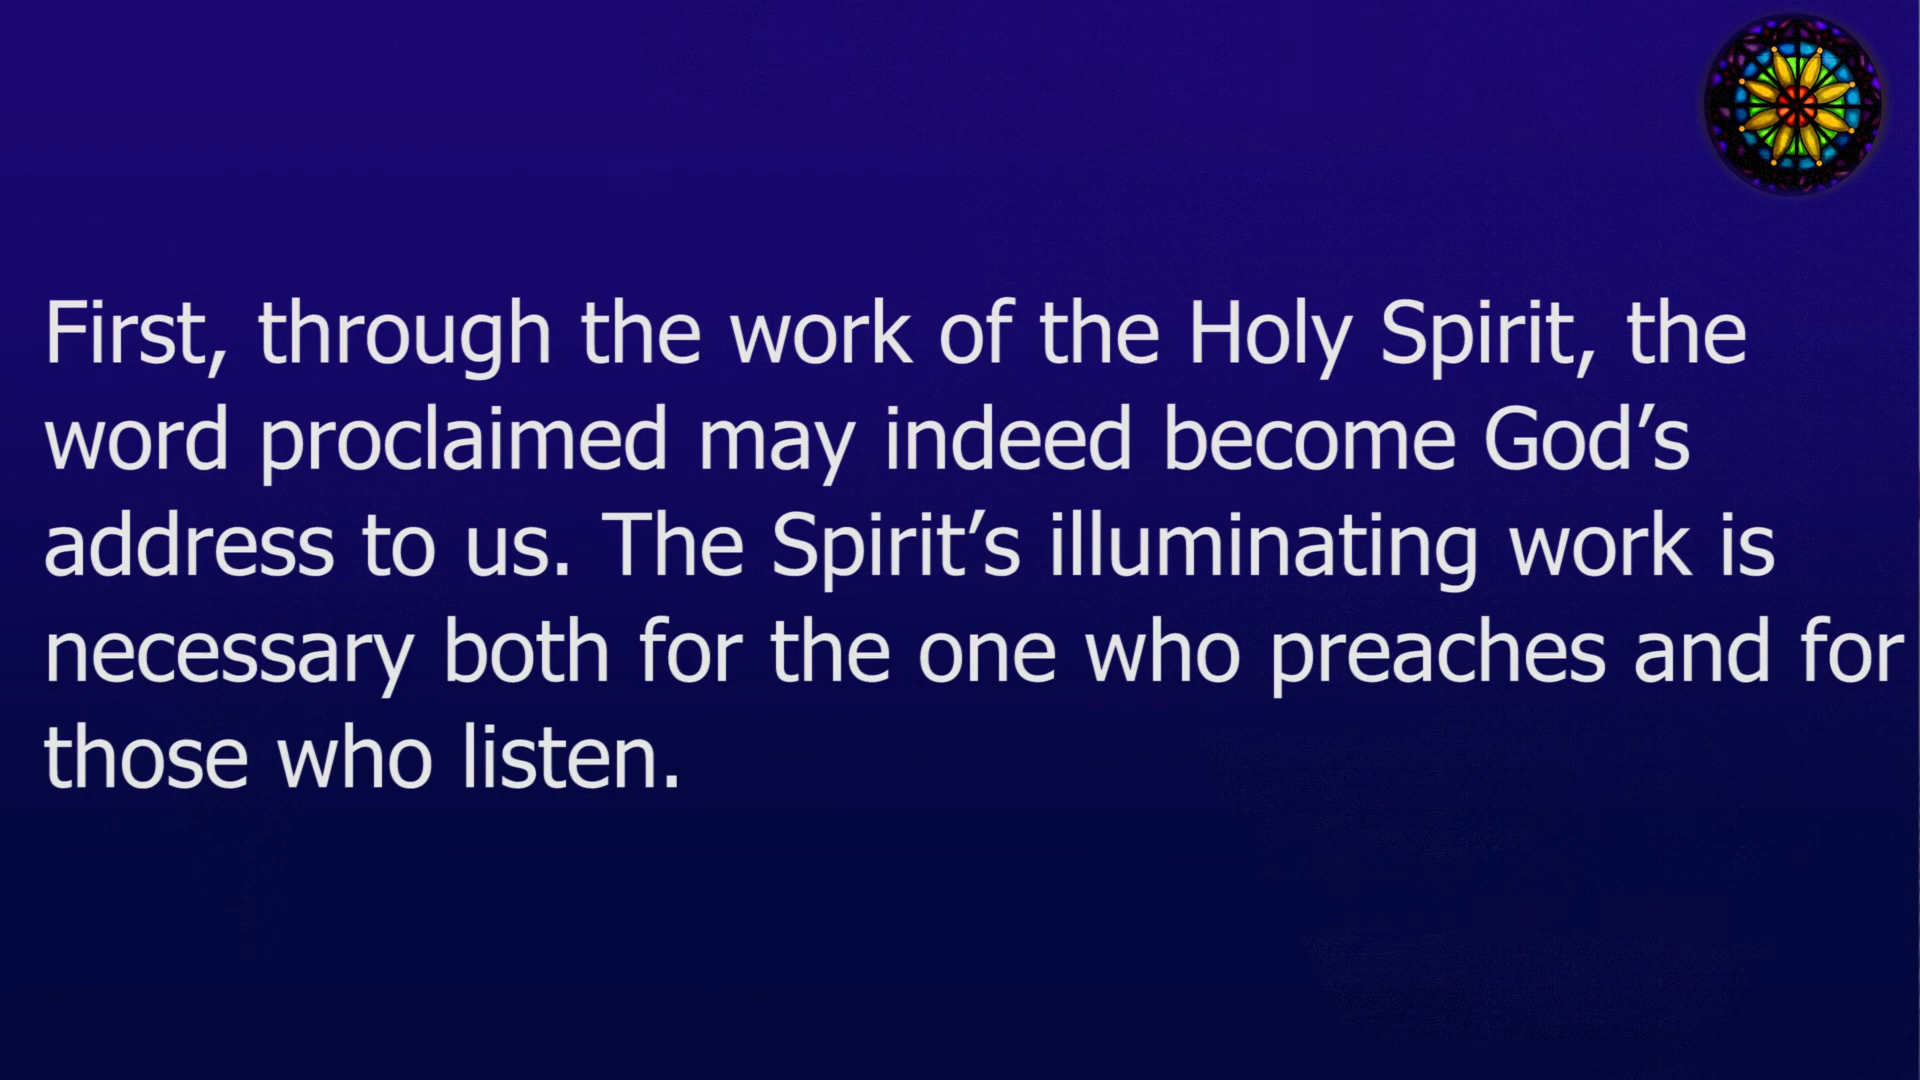 First, through the work of the Holy Spirit, the
word proclaimed may indeed become God’s
address to us. The Spirit’s illuminating work is
necessary both for the one who preaches and for
those who listen.